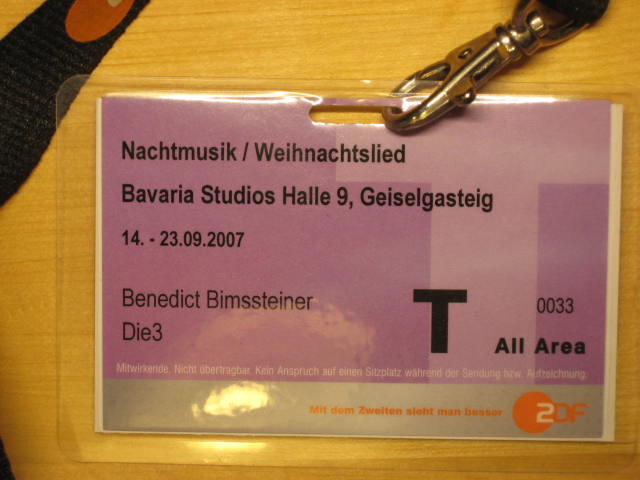 Nachtmusik / Weihnachtslied
Bavaria Studios Halle 9, Geiselgasteig
14. - 23.09.2007
Benedict Bimssteiner
Die3
T
0033
All Area
Mitwirkende. Nicht übertragbar. Kein Anspruch auf einen Sitzplatz während der Sendung bzw. Aufzeichnung.
Mit dem Zweiten sieht man besser
ZDF